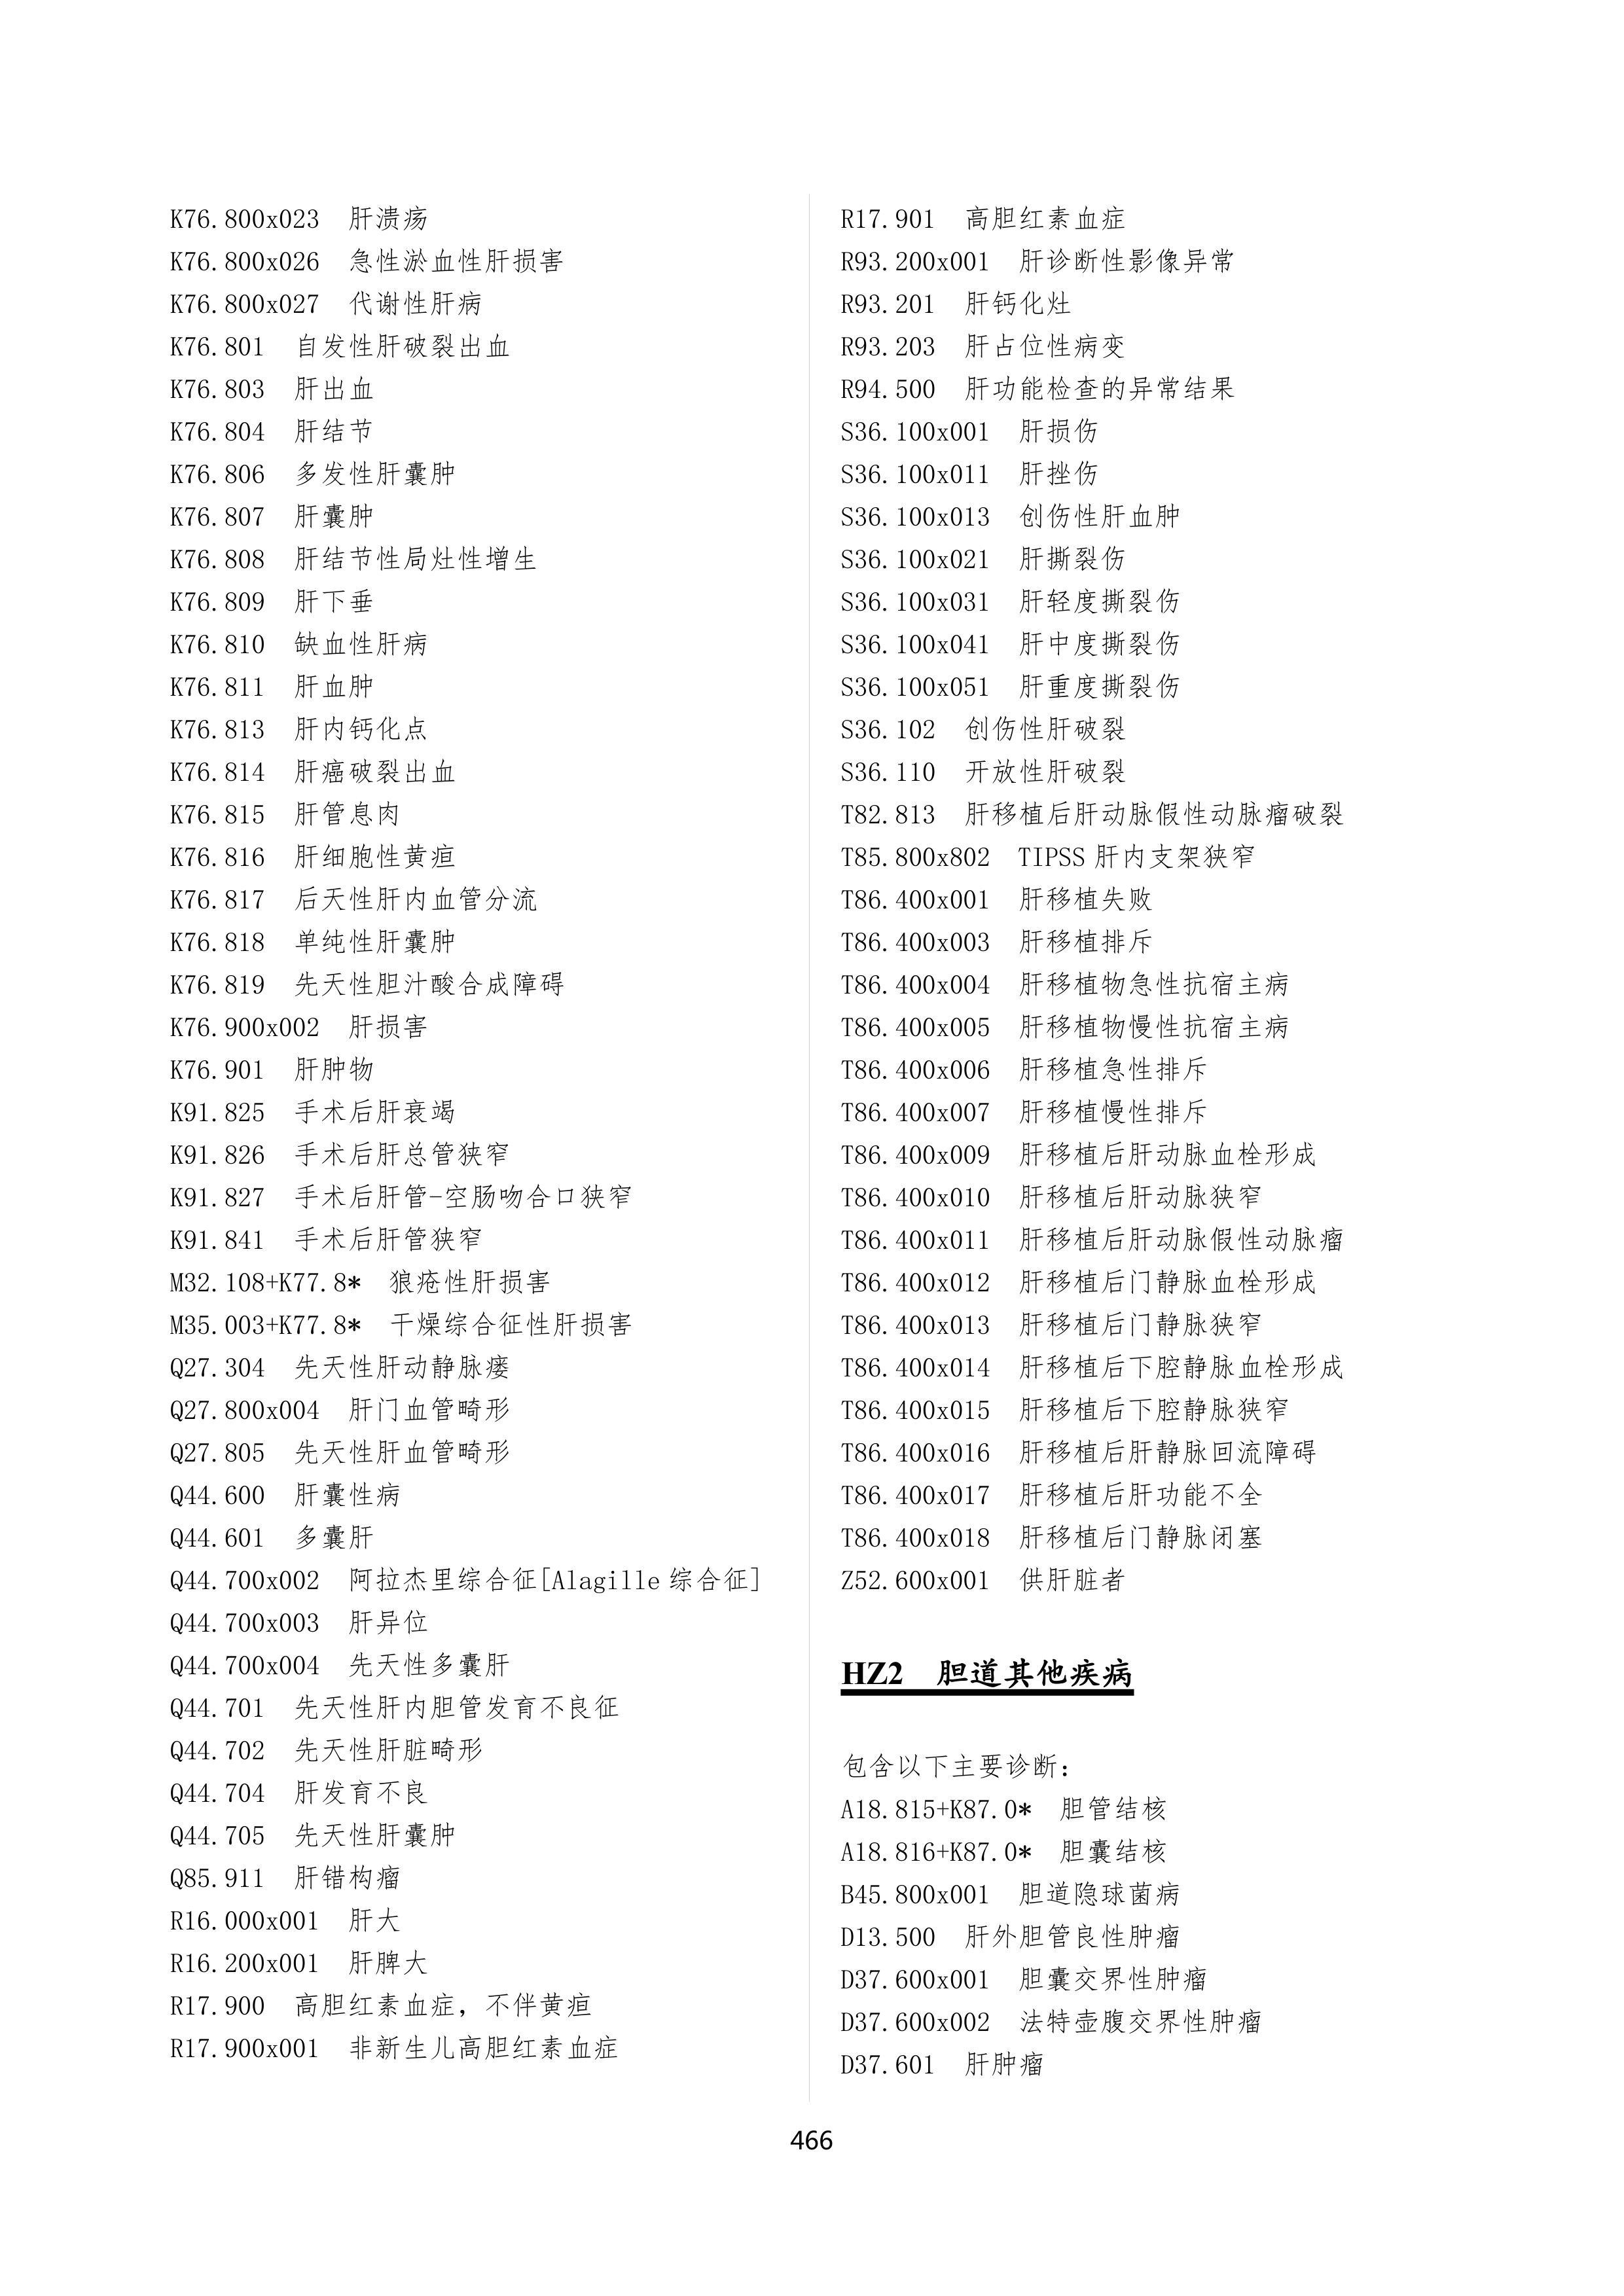 K76.800x023 肝溃疡
K76.800x026 急性淤血性肝损害
K76.800x027 代谢性肝病
K76.801 自发性肝破裂出血
K76.803 肝出血
K76.804 肝结节
K76.806 多发性肝囊肿
K76.807 肝囊肿
K76.808 肝结节性局灶性增生
K76.809 肝下垂
K76.810 缺血性肝病
K76.811 肝血肿
K76.813 肝内钙化点
K76.814 肝癌破裂出血
K76.815 肝管息肉
K76.816 肝细胞性黄疸
K76.817 后天性肝内血管分流
K76.818 单纯性肝囊肿
K76.819 先天性胆汁酸合成障碍
K76.900x002 肝损害
K76.901 肝肿物
K91.825 手术后肝衰竭
K91.826 手术后肝总管狭窄
K91.827 手术后肝管-空肠吻合口狭窄
K91.841 手术后肝管狭窄
M32.108+K77.8* 狼疮性肝损害
M35.003+K77.8* 干燥综合征性肝损害
Q27.304 先天性肝动静脉瘘
Q27.800x004 肝门血管畸形
Q27.805 先天性肝血管畸形
Q44.600 肝囊性病
Q44.601 多囊肝
Q44.700x002 阿拉杰里综合征[Alagille 综合征]
Q44.700x003 肝异位
Q44.700x004 先天性多囊肝
Q44.701 先天性肝内胆管发育不良征
Q44.702 先天性肝脏畸形
Q44.704 肝发育不良
Q44.705 先天性肝囊肿
Q85.911 肝错构瘤
R16.000x001 肝大
R16.200x001 肝脾大
R17.900 高胆红素血症，不伴黄疸
R17.900x001 非新生儿高胆红素血症
R17.901 高胆红素血症
R93.200x001 肝诊断性影像异常
R93.201 肝钙化灶
R93.203 肝占位性病变
R94.500 肝功能检查的异常结果
S36.100x001 肝损伤
S36.100x011 肝挫伤
S36.100x013 创伤性肝血肿
S36.100x021 肝撕裂伤
S36.100x031 肝轻度撕裂伤
S36.100x041 肝中度撕裂伤
S36.100x051 肝重度撕裂伤
S36.102 创伤性肝破裂
S36.110 开放性肝破裂
T82.813 肝移植后肝动脉假性动脉瘤破裂
T85.800x802 TIPSS 肝内支架狭窄
T86.400x001 肝移植失败
T86.400x003 肝移植排斥
T86.400x004 肝移植物急性抗宿主病
T86.400x005 肝移植物慢性抗宿主病
T86.400x006 肝移植急性排斥
T86.400x007 肝移植慢性排斥
T86.400x009 肝移植后肝动脉血栓形成
T86.400x010 肝移植后肝动脉狭窄
T86.400x011 肝移植后肝动脉假性动脉瘤
T86.400x012 肝移植后门静脉血栓形成
T86.400x013 肝移植后门静脉狭窄
T86.400x014 肝移植后下腔静脉血栓形成
T86.400x015 肝移植后下腔静脉狭窄
T86.400x016 肝移植后肝静脉回流障碍
T86.400x017 肝移植后肝功能不全
T86.400x018 肝移植后门静脉闭塞
Z52.600x001 供肝脏者
HZ2 胆道其他疾病
包含以下主要诊断：
A18.815+K87.0* 胆管结核
A18.816+K87.0* 胆囊结核
B45.800x001 胆道隐球菌病
D13.500 肝外胆管良性肿瘤
D37.600x001 胆囊交界性肿瘤
D37.600x002 法特壶腹交界性肿瘤
D37.601 肝肿瘤
466